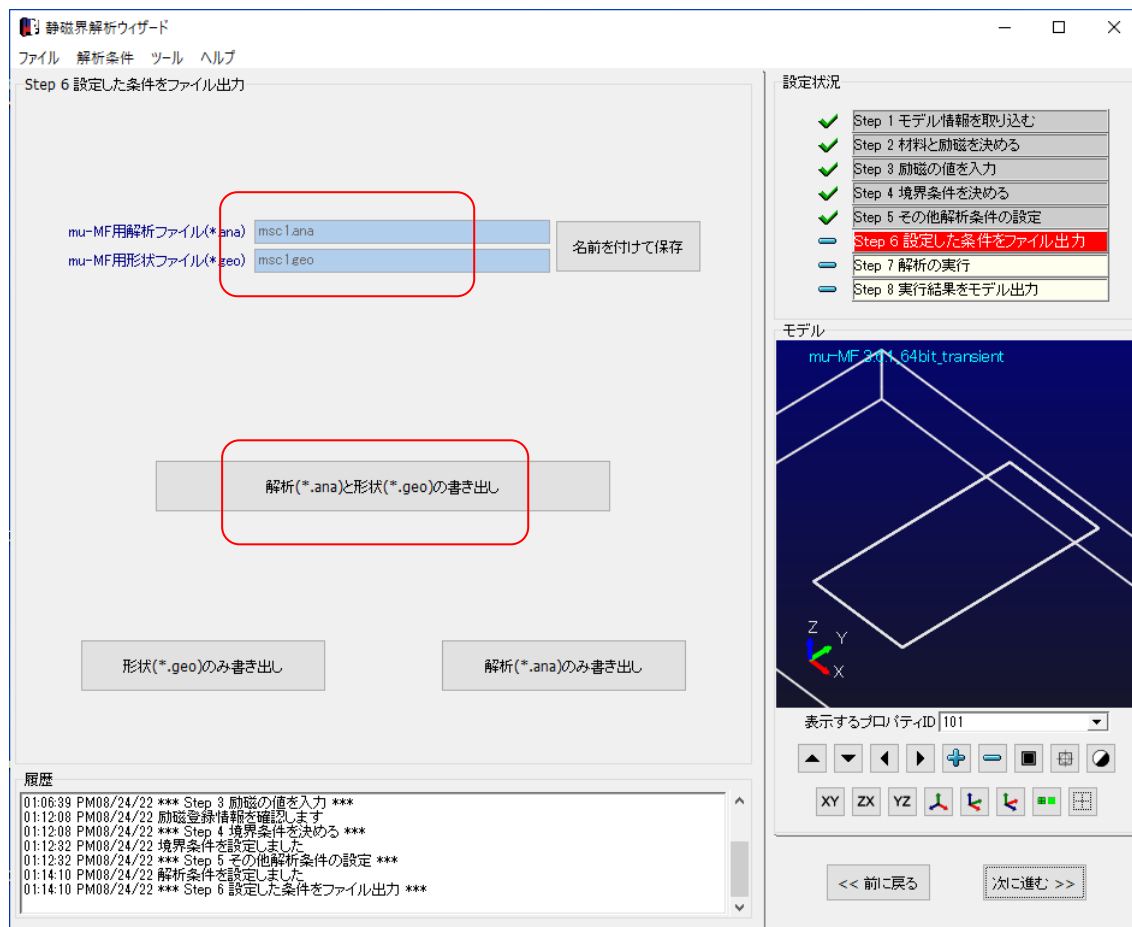 静磁界解析ウィザード
ファイル 解析条件 ツール ヘルプ
Step 6 設定した条件をファイル出力
mu-MF用解析ファイル(*.ana) msc1.ana
mu-MF用形状ファイル(*.geo) msc1.geo
名前を付けて保存
解析(*.ana)と形状(*.geo)の書き出し
形状(*.geo)のみ書き出し
解析(*.ana)のみ書き出し
履歴
01:06:39 PM08/24/22 *** Step 3 励磁の値を入力 ***
01:12:08 PM08/24/22 励磁登録情報を確認します
01:12:08 PM08/24/22 *** Step 4 境界条件を決める ***
01:12:32 PM08/24/22 境界条件を設定しました
01:12:32 PM08/24/22 *** Step 5 その他解析条件の設定 ***
01:14:10 PM08/24/22 解析条件を設定しました
01:14:10 PM08/24/22 *** Step 6 設定した条件をファイル出力 ***
設定状況
Step 1 モデル情報を取り込む
Step 2 材料と励磁を決める
Step 3 励磁の値を入力
Step 4 境界条件を決める
Step 5 その他解析条件の設定
Step 6 設定した条件をファイル出力
Step 7 解析の実行
Step 8 実行結果をモデル出力
モデル
mu-MF 3.6.1_64bit_transient
Z
Y
X
表示するプロパティID 101
XY ZX YZ
<< 前に戻る
次に進む >>